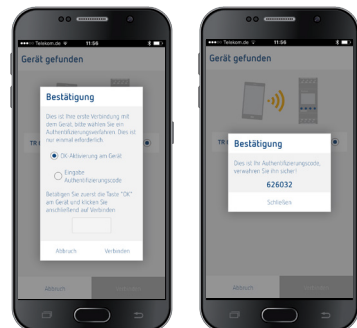 Telekom.de 11:56
Gerät gefunden
Bestätigung
Dies ist Ihre erste Verbindung mit
dem Gerät, bitte wählen Sie ein
Authentifizierungsverfahren. Dies ist
nur einmal erforderlich.
TR
OK-Aktivierung am Gerät
Eingabe
Authentifizierungscode
Betätigen Sie zuerst die Taste "OK"
am Gerät und klicken Sie
anschließend auf Verbinden
Abbruch Verbinden
Abbruch
Telekom.de 11:56
Gerät gefunden
TR
Bestätigung
Dies ist Ihr Authentifizierungscode,
verwahren Sie ihn sicher!
626032
Schließen
Abbruch